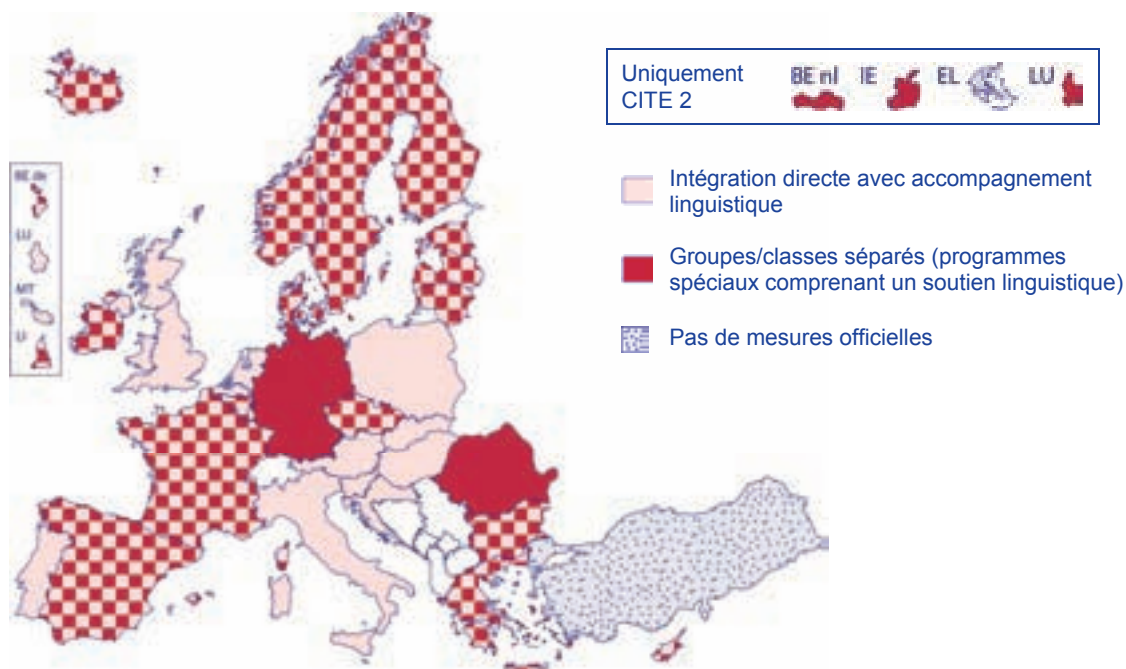 Uniquement
CITE 2
BE nl IE EL LU
Intégration directe avec accompagnement
linguistique
Groupes/classes séparés (programmes
spéciaux comprenant un soutien linguistique)
Pas de mesures officielles
BE de
LU
MT